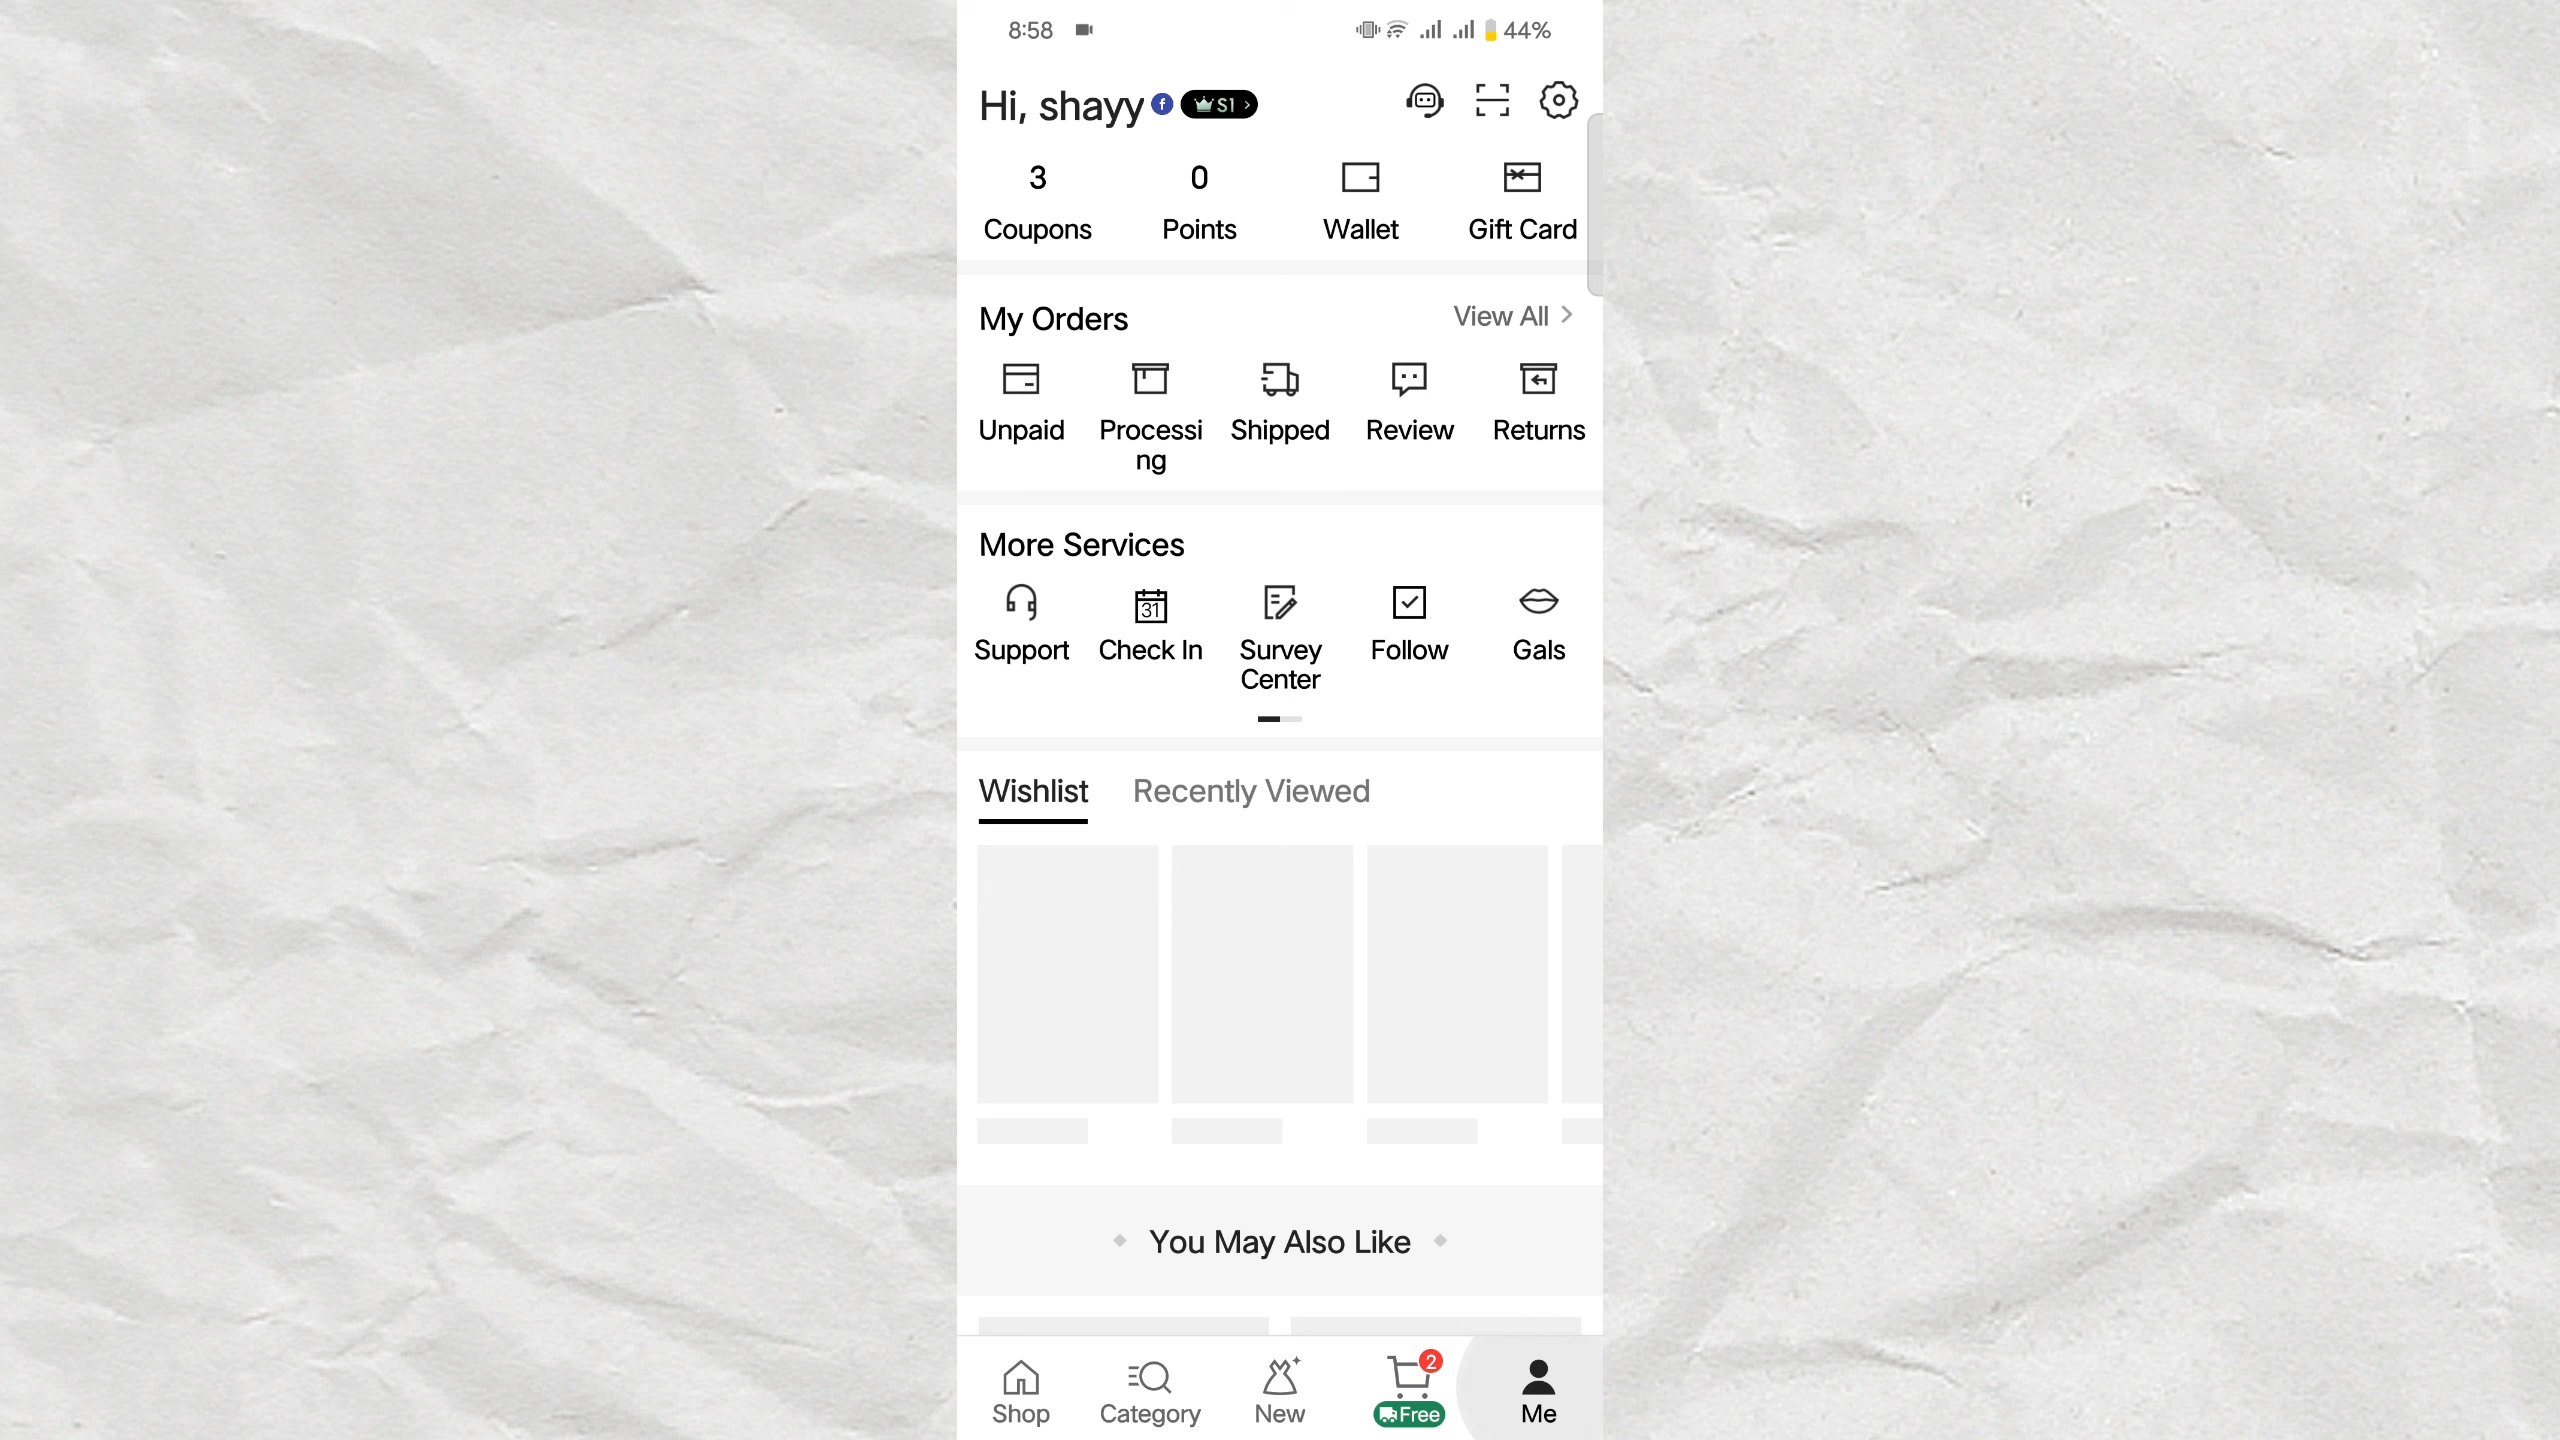 8:58 44%
Hi, shayy f S1 >
3 0
Coupons Points Wallet Gift Card
My Orders View All >
Unpaid Processi Shipped Review Returns
ng
More Services
31
Support Check In Survey Follow Gals
Center
Wishlist Recently Viewed
You May Also Like
2
Free
Shop Category New Me